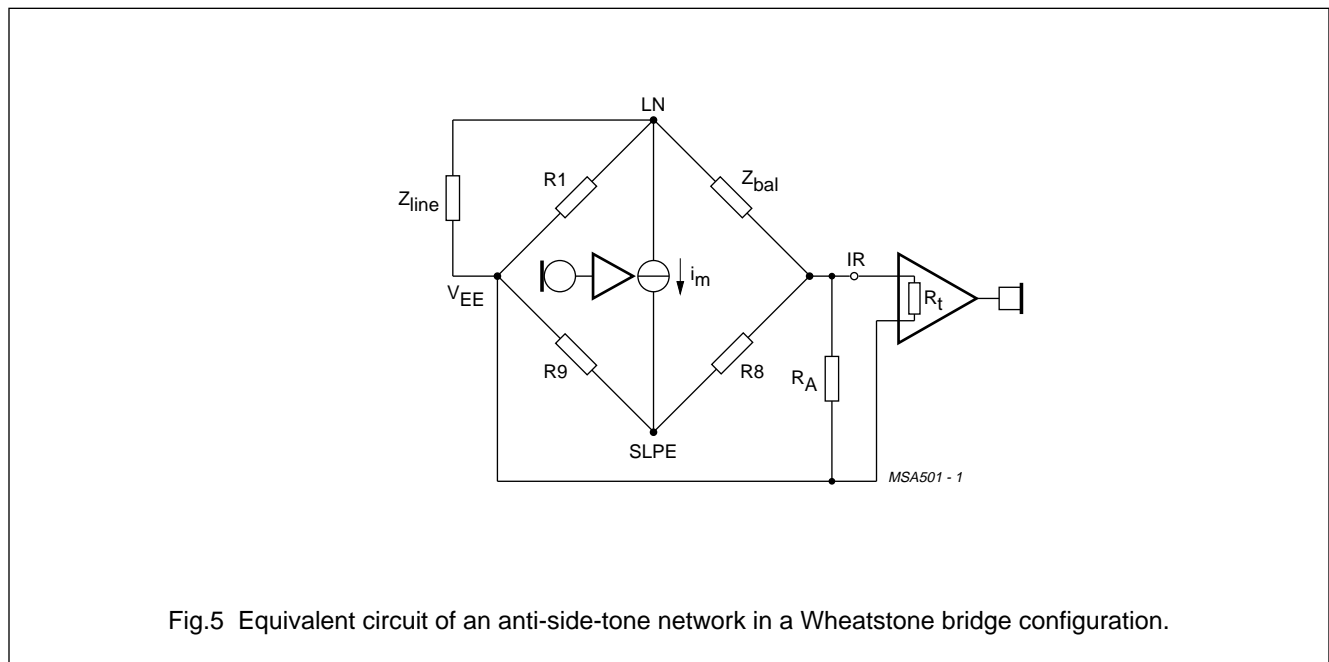 LN
R1
Zbal
Zline
IR
im
VEE
Rt
R9
R8
RA
SLPE
MSA501 - 1
Fig.5 Equivalent circuit of an anti-side-tone network in a Wheatstone bridge configuration.